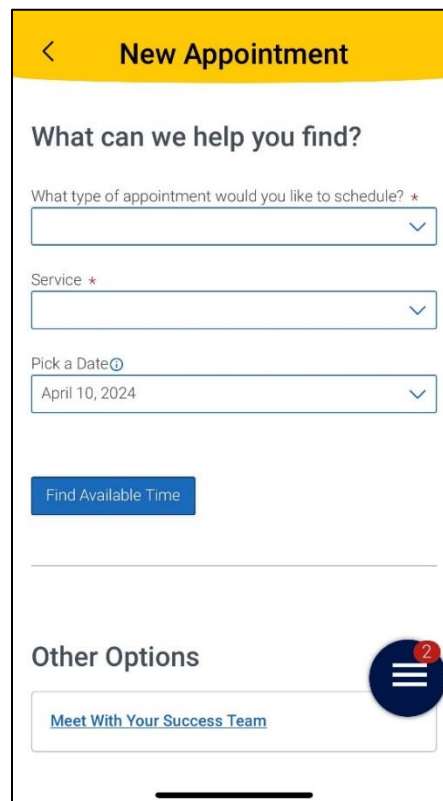 New Appointment
What can we help you find?
What type of appointment would you like to schedule? *
Service *
Pick a Date
April 10, 2024
Find Available Time
Other Options
2
Meet With Your Success Team